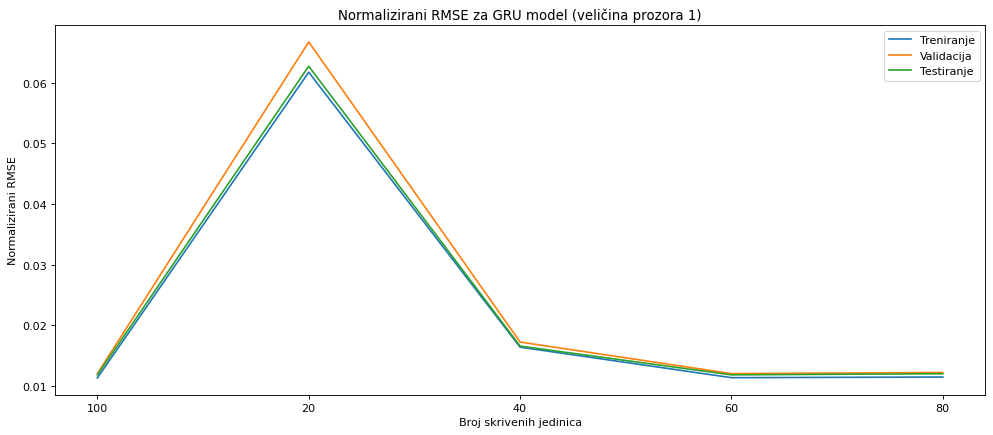 Normalizirani RMSE za GRU model (veličina prozora 1)
Treniranje
Validacija
Testiranje
Normalizirani RMSE
0.06
0.05
0.04
0.03
0.02
0.01
100 20 40 60 80
Broj skrivenih jedinica